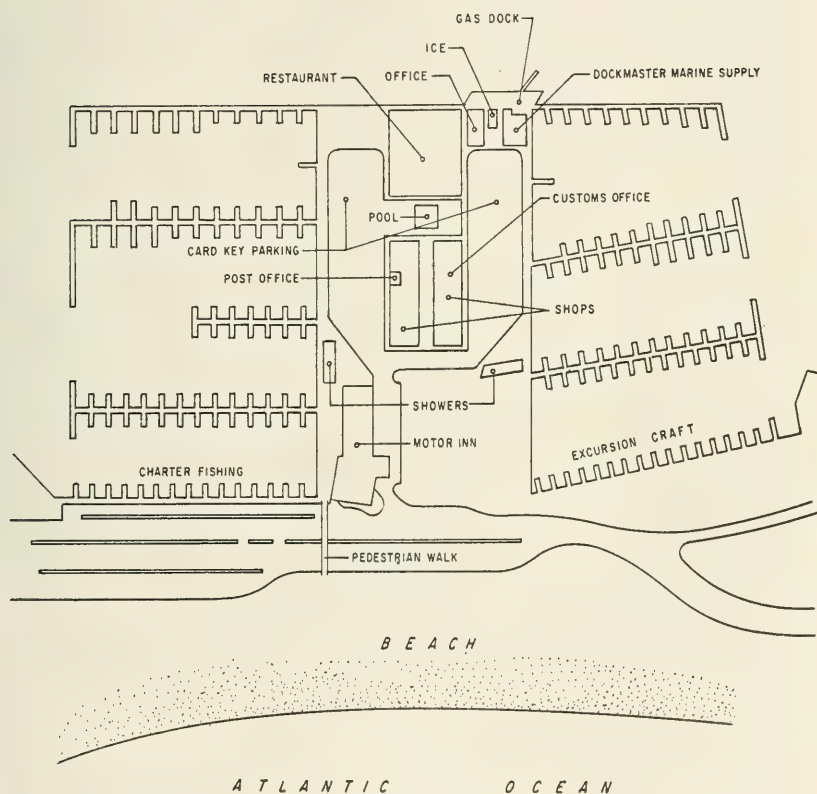 GAS DOCK
ICE
RESTAURANT
OFFICE
DOCKMASTER MARINE SUPPLY
CUSTOMS OFFICE
POOL
CARD KEY PARKING
POST OFFICE
SHOPS
SHOWERS
MOTOR INN
EXCURSION CRAFT
CHARTER FISHING
PEDESTRIAN WALK
BEACH
ATLANTIC OCEAN